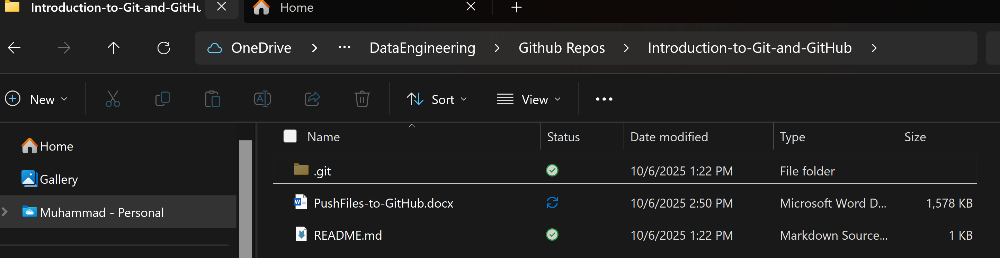 Introduction-to-Git-and-GitHu
Home
OneDrive > ... DataEngineering > Github Repos > Introduction-to-Git-and-GitHub >
New
Sort
View
Home
Gallery
Muhammad - Personal
Name Status Date modified Type Size
.git 10/6/2025 1:22 PM File folder
PushFiles-to-GitHub.docx 10/6/2025 2:50 PM Microsoft Word D... 1,578 KB
README.md 10/6/2025 1:22 PM Markdown Source... 1 KB